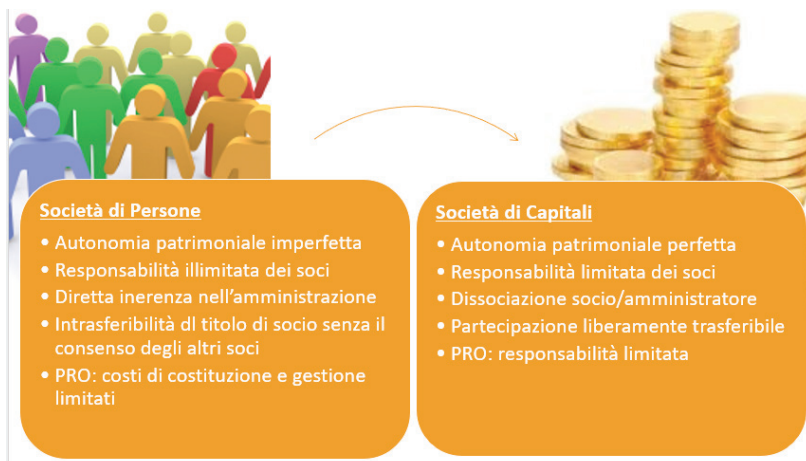 Società di Persone
• Autonomia patrimoniale imperfetta
• Responsabilità illimitata dei soci
• Diretta inerenza nell'amministrazione
• Intrasferibilità dl titolo di socio senza il
consenso degli altri soci
• PRO: costi di costituzione e gestione
limitati
Società di Capitali
• Autonomia patrimoniale perfetta
• Responsabilità limitata dei soci
• Dissociazione socio/amministratore
• Partecipazione liberamente trasferibile
• PRO: responsabilità limitata